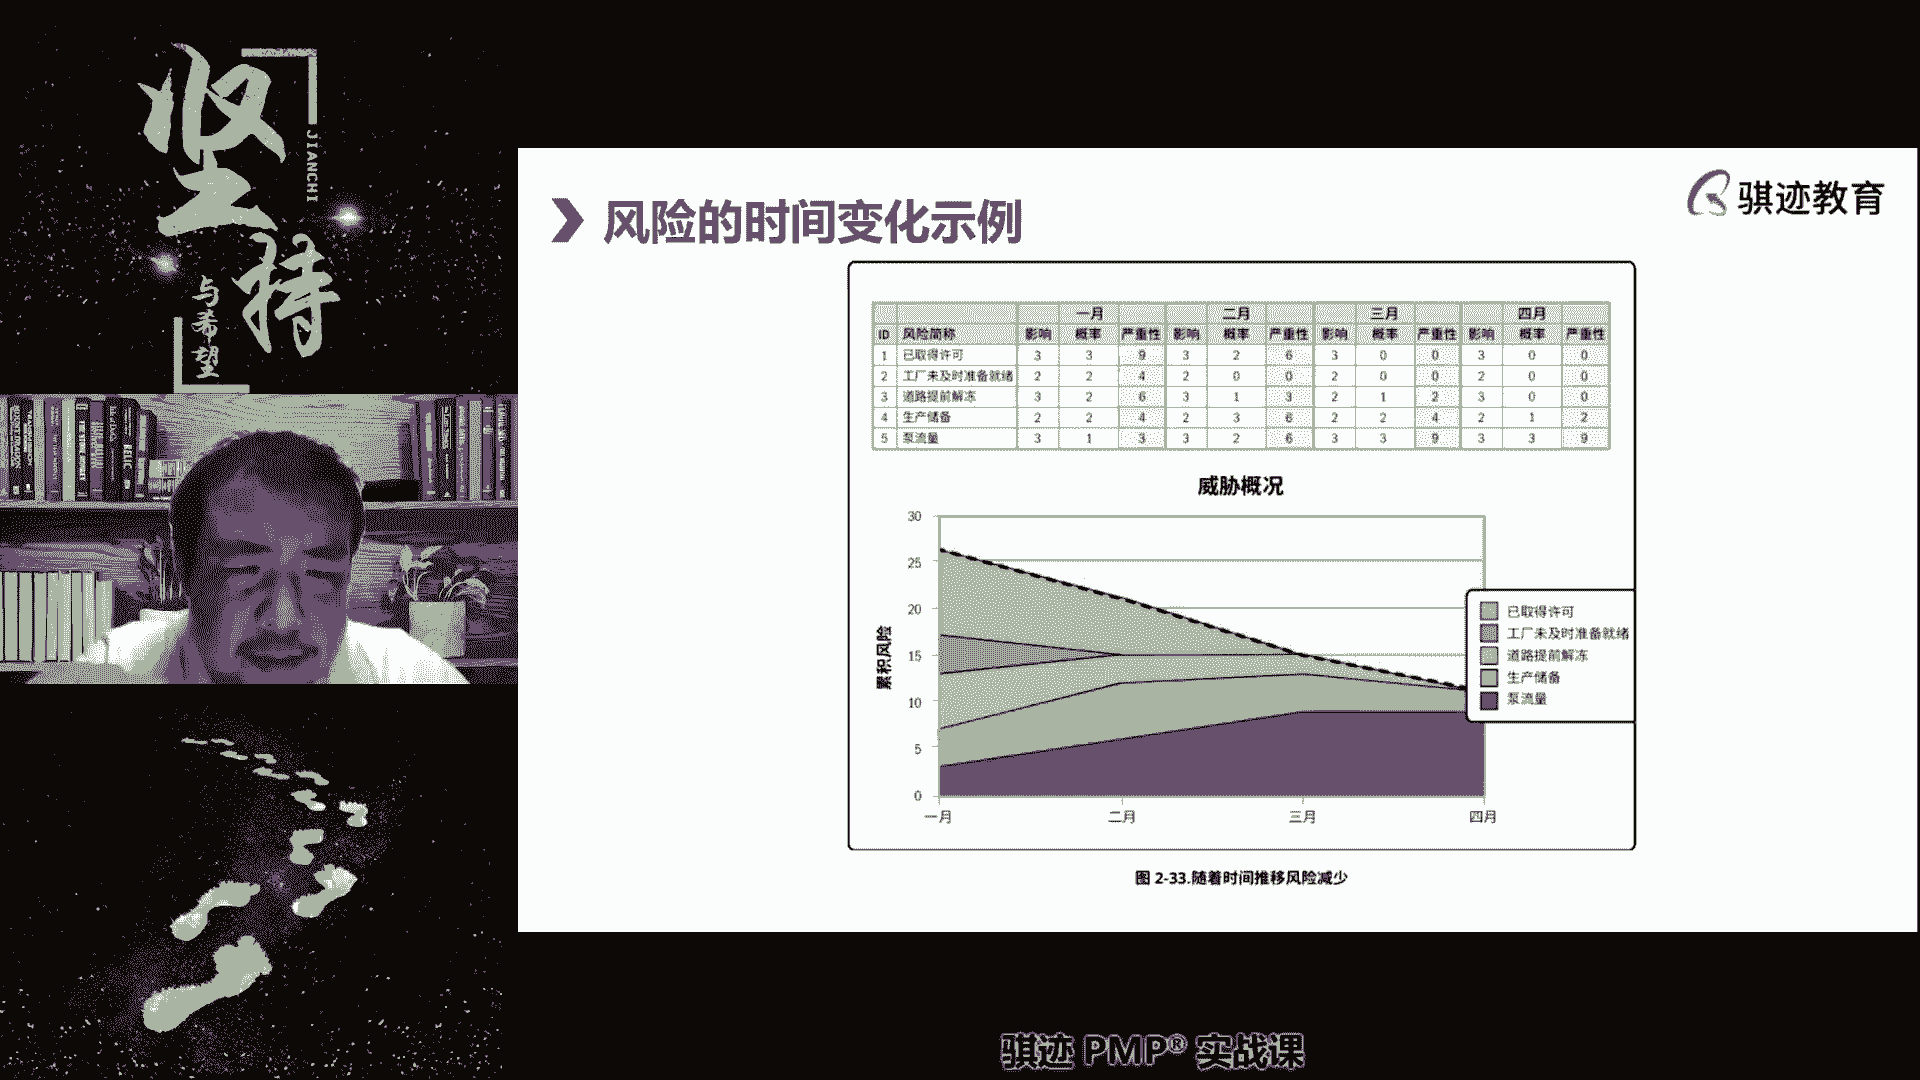 坚持
JIANCHI
与希望
骐迹教育
风险的时间变化示例
一月 二月 三月 四月
ID 风险简称 影响 概率 严重性 影响 概率 严重性 影响 概率 严重性 影响 概率 严重性
1 已取得许可 3 3 9 3 2 6 3 0 0 3 0 0
2 工厂未及时准备就绪 2 2 4 2 0 0 2 0 0 2 0 0
3 道路提前解冻 3 2 6 3 1 3 2 1 2 3 0 0
4 生产储备 2 2 4 2 3 6 2 2 4 2 1 2
5 泵流量 3 1 3 3 2 6 3 3 9 3 3 9
威胁概况
30
25
20
15
10
5
0
累积风险
一月 二月 三月 四月
已取得许可
工厂未及时准备就绪
道路提前解冻
生产储备
泵流量
图 2-33.随着时间推移风险减少
骐迹 PMP® 实战课